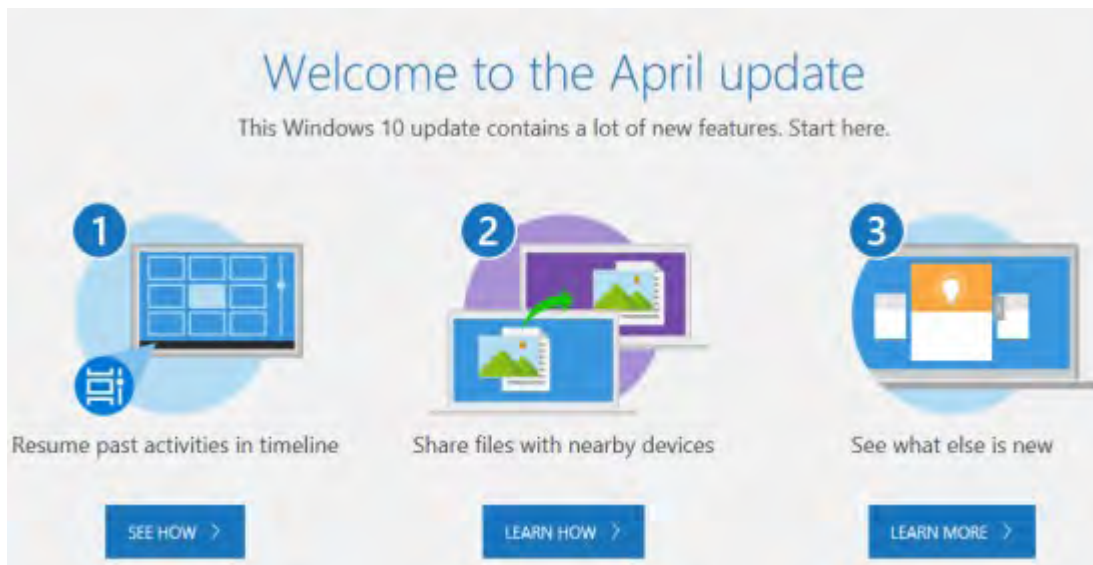 Welcome to the April update
This Windows 10 update contains a lot of new features. Start here.
1
2
3
Resume past activities in timeline
Share files with nearby devices
See what else is new
SEE HOW >
LEARN HOW >
LEARN MORE >